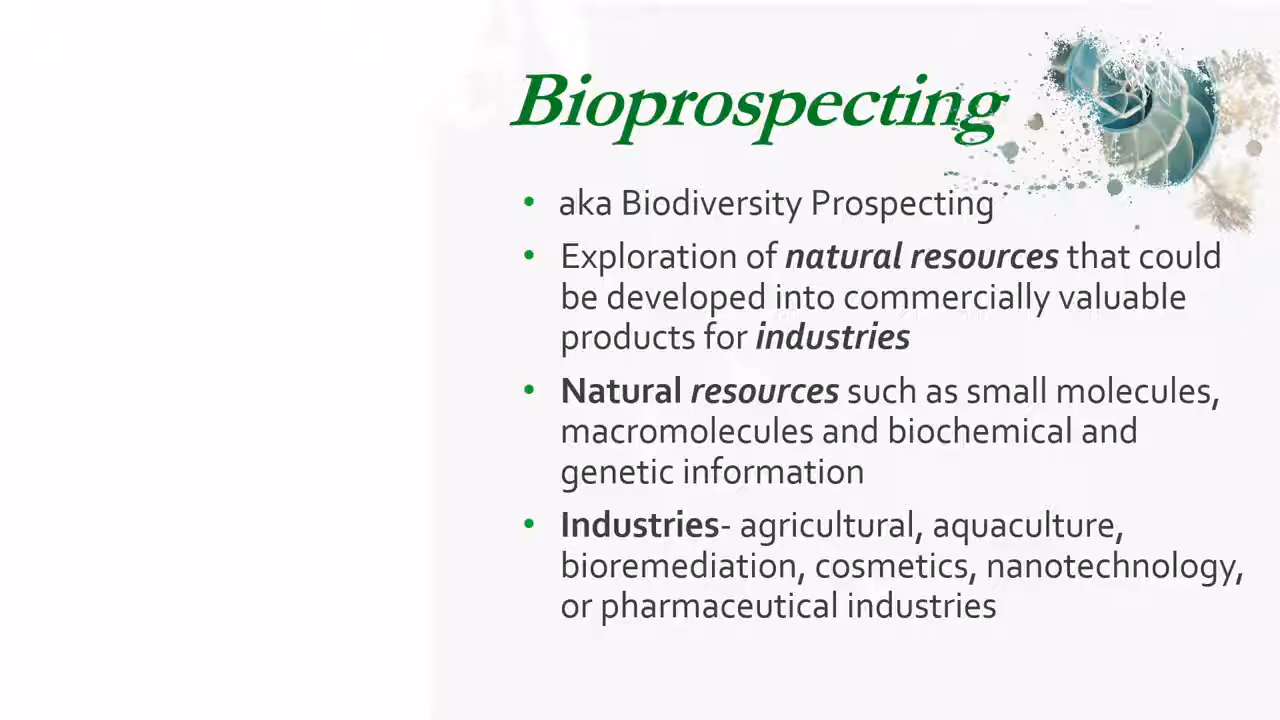 Bioprospecting
• aka Biodiversity Prospecting
• Exploration of natural resources that could
be developed into commercially valuable
products for industries
• Natural resources such as small molecules,
macromolecules and biochemical and
genetic information
• Industries- agricultural, aquaculture,
bioremediation, cosmetics, nanotechnology,
or pharmaceutical industries